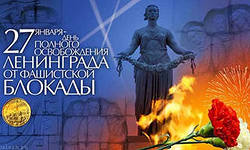 27 ЯНВАРЯ - ДЕНЬ
ПОЛНОГО
ОСВОБОЖДЕНИЯ
ЛЕНИНГРАДА
ОТ ФАШИСТСКОЙ
БЛОКАДЫ